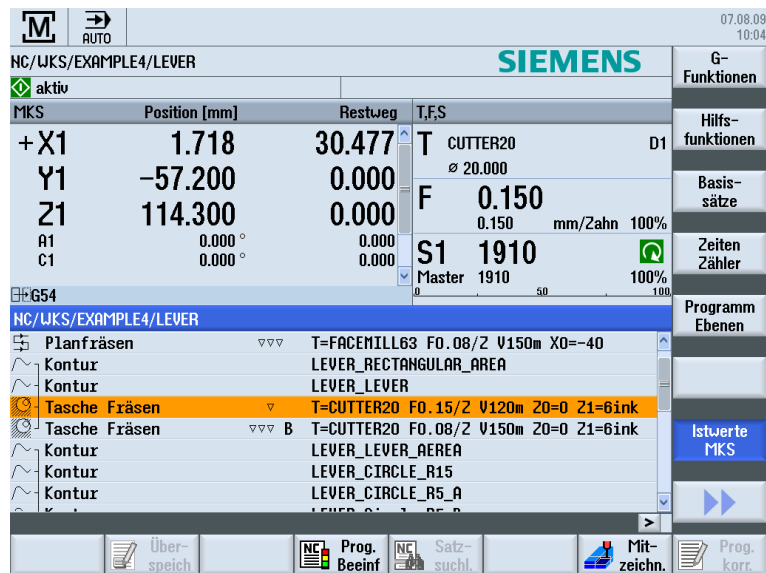 M AUTO 07.08.09
10:04
NC/WKS/EXAMPLE4/LEVER SIEMENS
aktiv
MKS Position [mm] Restweg T,F,S
+X1 1.718 30.477 T CUTTER20 D1
Y1 -57.200 0.000 ø 20.000
Z1 114.300 0.000 F 0.150
0.150 mm/Zahn 100%
A1 0.000 ° 0.000
C1 0.000 ° 0.000 S1 1910
Master 1910 100%
G54 0 50 100
NC/WKS/EXAMPLE4/LEVER
Planfräsen ▽▽▽ T=FACEMILL63 F0.08/Z V150m X0=-40
Kontur LEVER_RECTANGULAR_AREA
Kontur LEVER_LEVER
Tasche Fräsen ▽ T=CUTTER20 F0.15/Z V120m Z0=0 Z1=6ink
Tasche Fräsen ▽▽▽ B T=CUTTER20 F0.08/Z V150m Z0=0 Z1=6ink
Kontur LEVER_LEVER_AEREA
Kontur LEVER_CIRCLE_R15
Kontur LEVER_CIRCLE_R5_A
>
G-
Funktionen
Hilfs-
funktionen
Basis-
sätze
Zeiten
Zähler
Programm
Ebenen
Istwerte
MKS
Über-
speich
NC Prog.
Beeinf
NC Satz-
suchl.
Mit-
zeichn.
Prog.
korr.